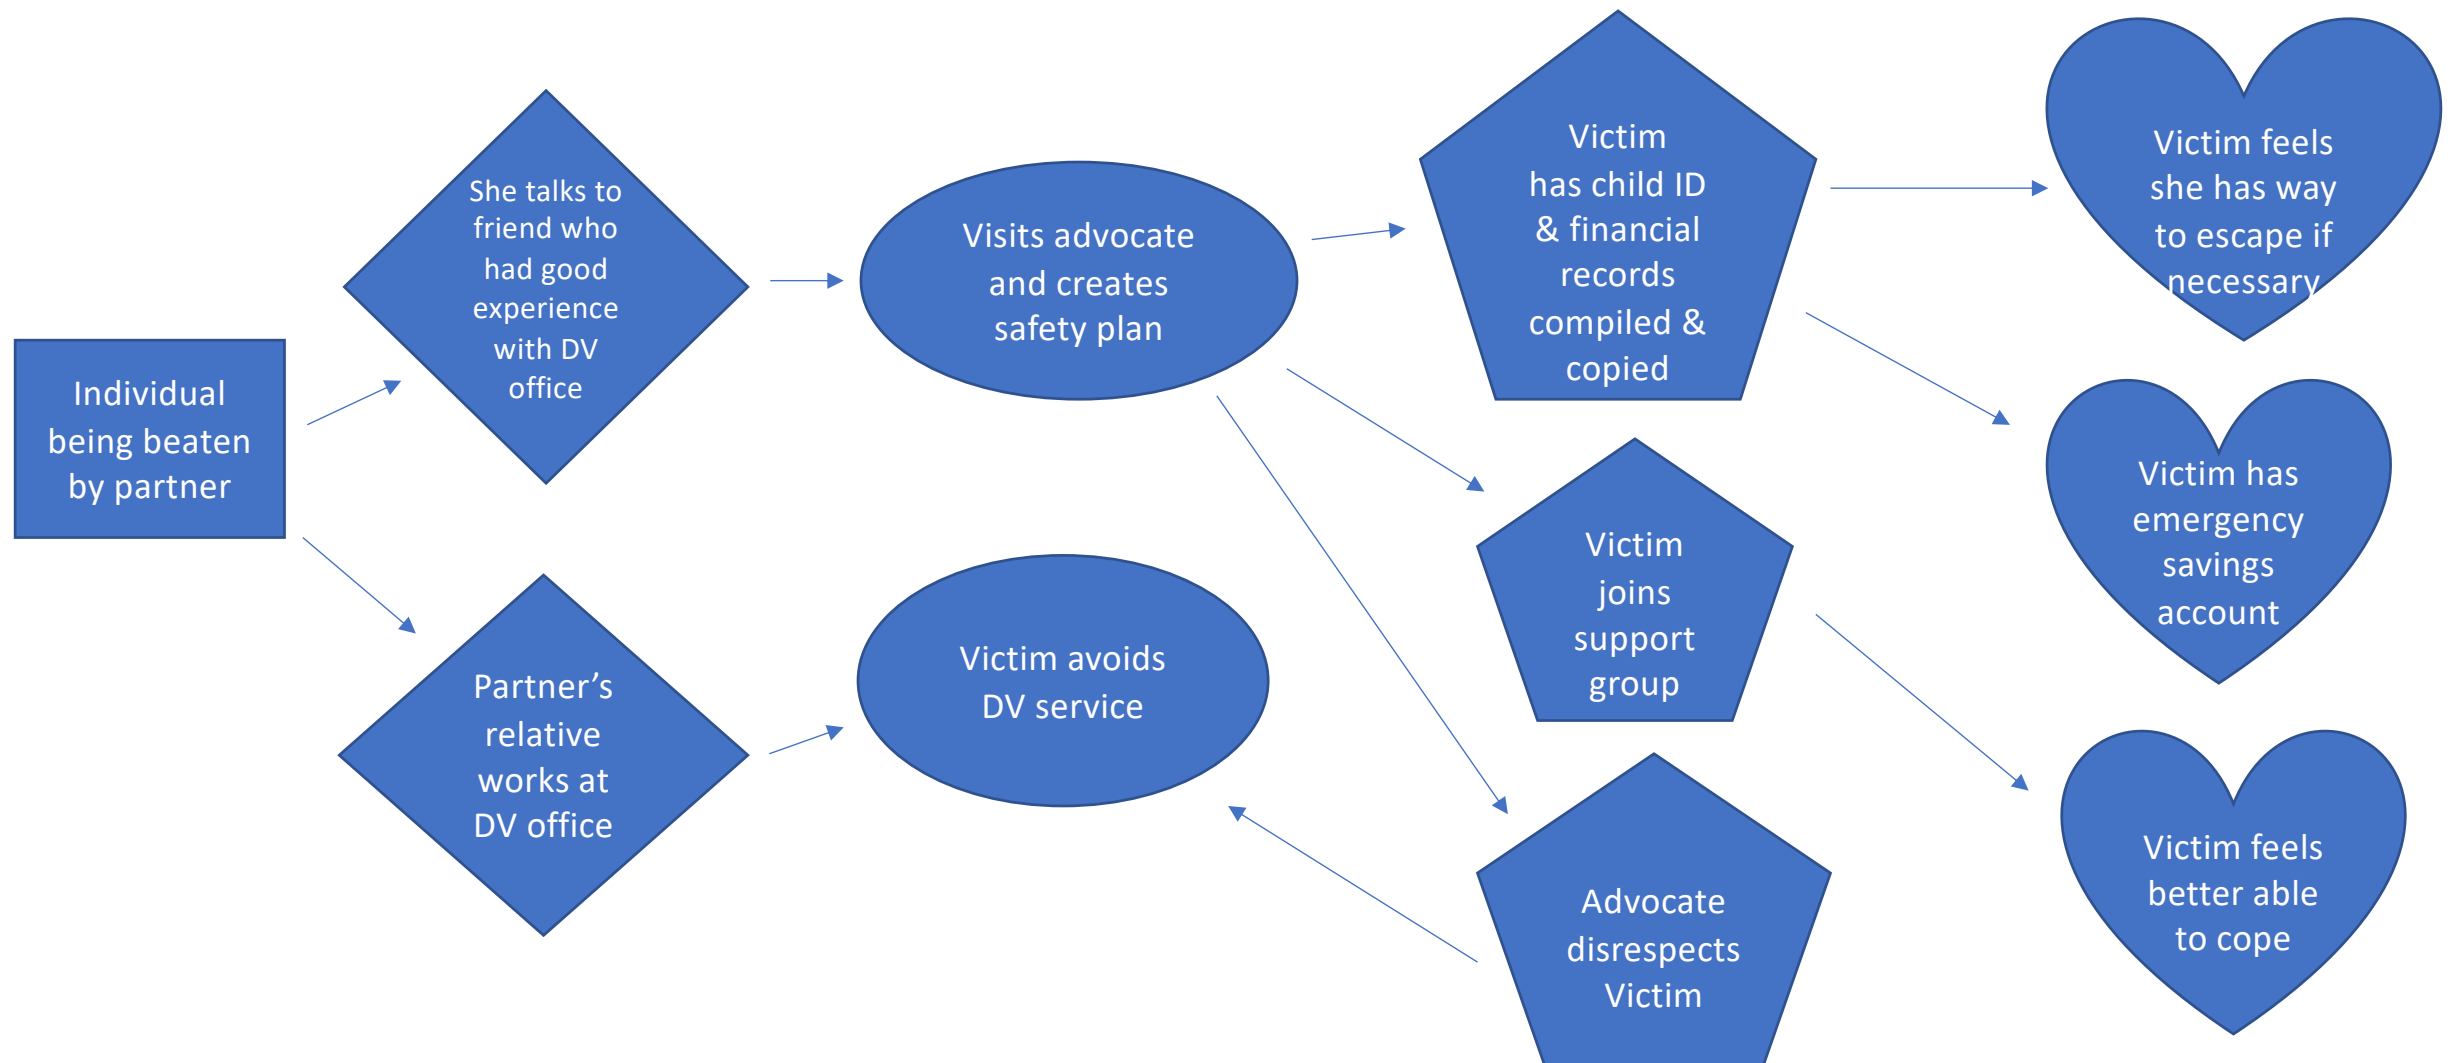 Individual
being beaten
by partner
She talks to
friend who
had good
experience
with DV
office
Partner’s
relative
works at
DV office
Visits advocate
and creates
safety plan
Victim avoids
DV service
Victim
has child ID
& financial
records
compiled &
copied
Victim
joins
support
group
Advocate
disrespects
Victim
Victim feels
she has way
to escape if
necessary
Victim has
emergency
savings
account
Victim feels
better able
to cope